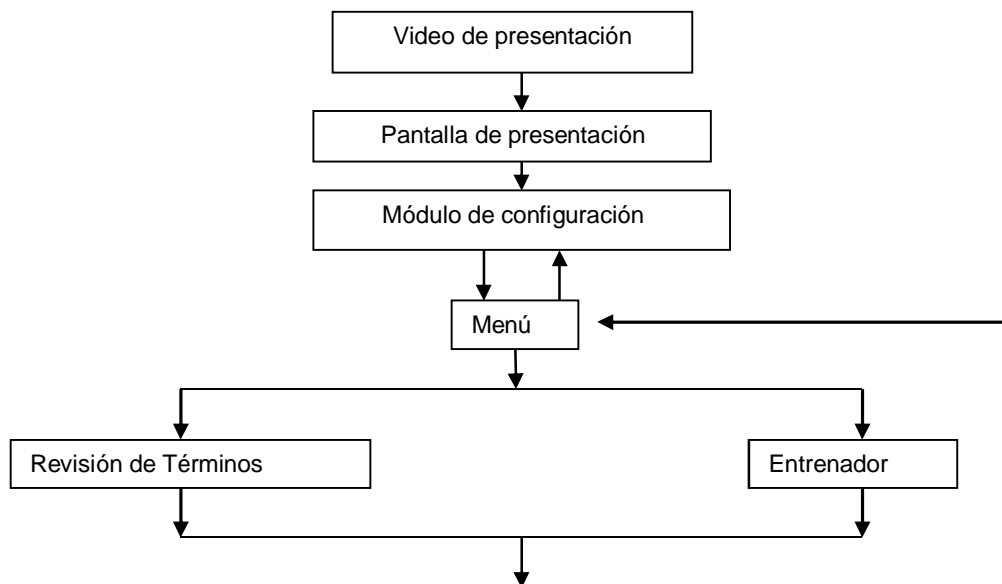 Video de presentación
Pantalla de presentación
Módulo de configuración
Menú
Revisión de Términos
Entrenador